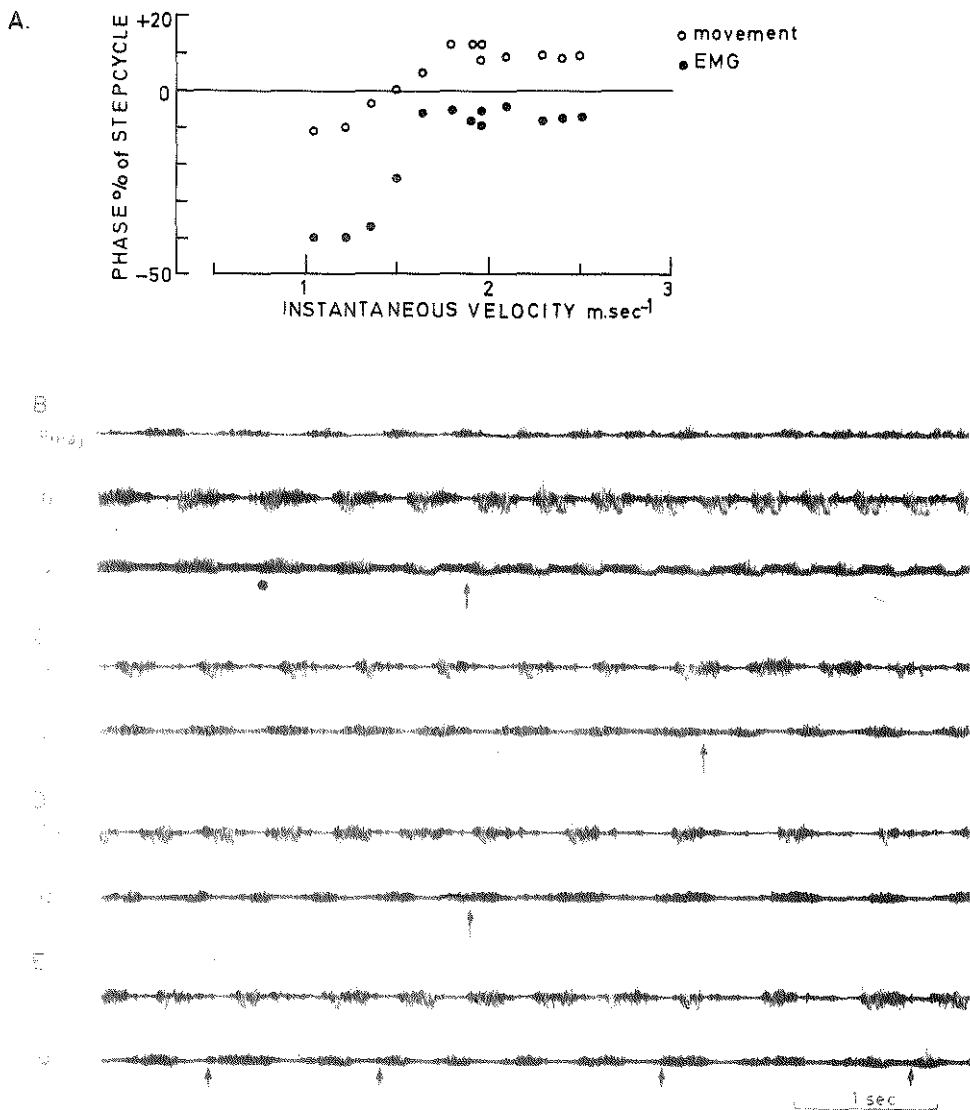 A.
+20
0
-50
PHASE % of STEPCYCLE
○ movement
● EMG
1 2 3
INSTANTANEOUS VELOCITY m.sec⁻¹
B
D
E
1 sec